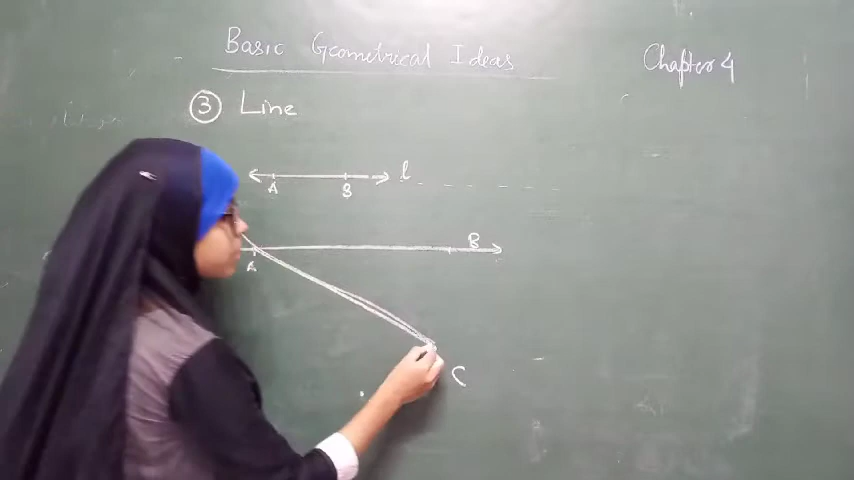 Basic Geometrical Ideas
Chapter 4
③ Line
A B l
B
A
C